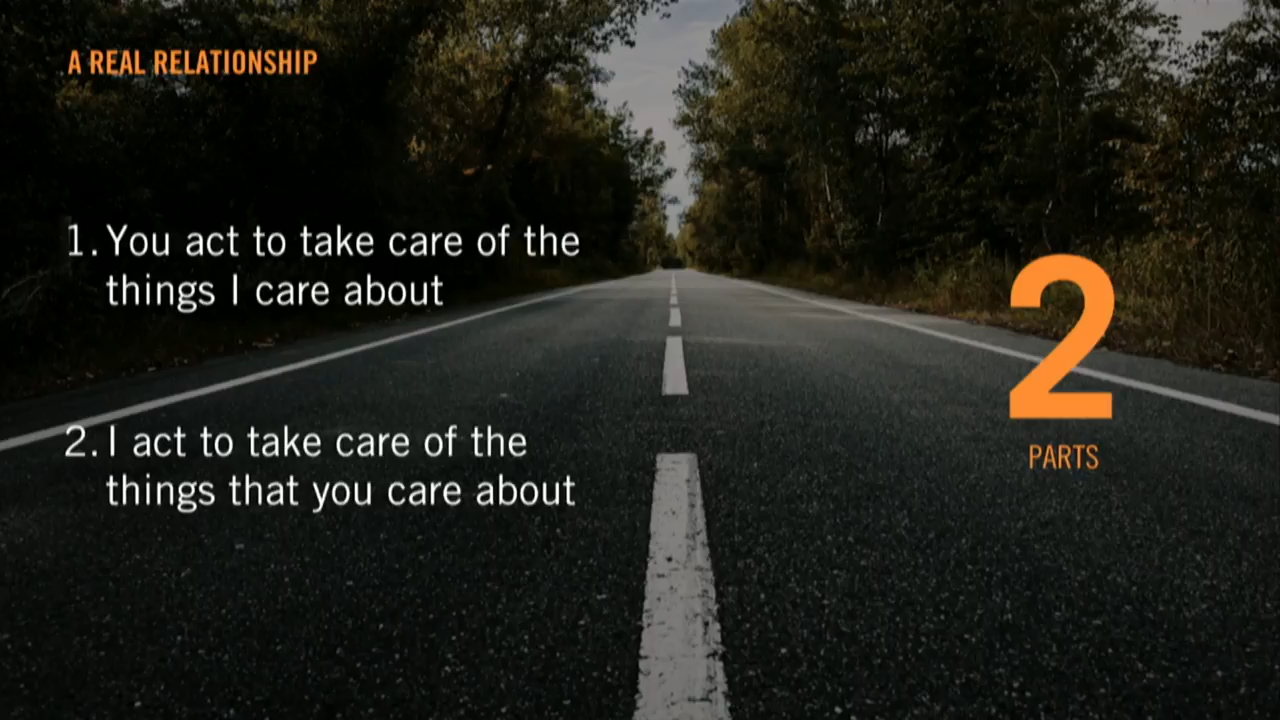 A REAL RELATIONSHIP
1. You act to take care of the
things I care about
2. I act to take care of the
things that you care about
2
PARTS